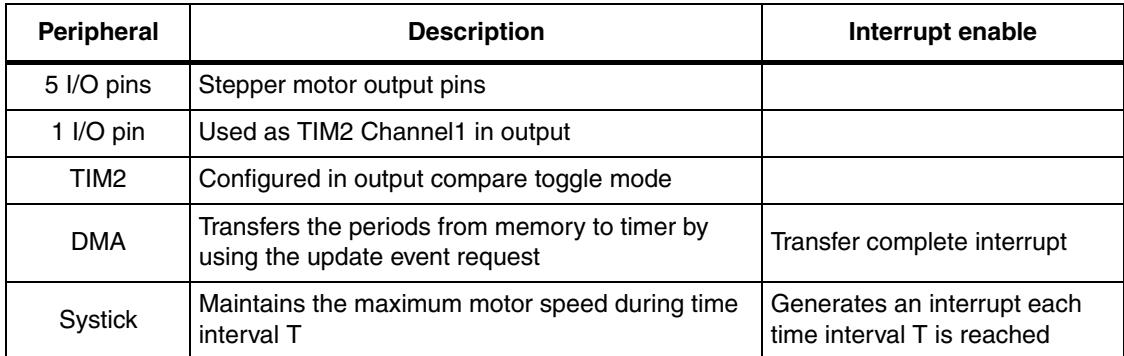 Peripheral Description Interrupt enable
5 I/O pins Stepper motor output pins
1 I/O pin Used as TIM2 Channel1 in output
TIM2 Configured in output compare toggle mode
DMA Transfers the periods from memory to timer by
using the update event request Transfer complete interrupt
Systick Maintains the maximum motor speed during time
interval T Generates an interrupt each
time interval T is reached